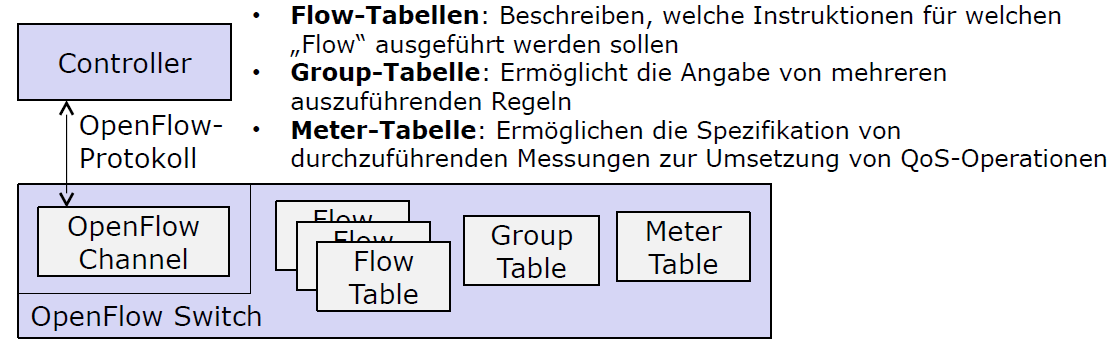 Controller
OpenFlow-
Protokoll
• Flow-Tabellen: Beschreiben, welche Instruktionen für welchen
„Flow“ ausgeführt werden sollen
• Group-Tabelle: Ermöglicht die Angabe von mehreren
auszuführenden Regeln
• Meter-Tabelle: Ermöglichen die Spezifikation von
durchzuführenden Messungen zur Umsetzung von QoS-Operationen
OpenFlow
Channel
OpenFlow Switch
Flow
Flow
Flow
Table
Group
Table
Meter
Table